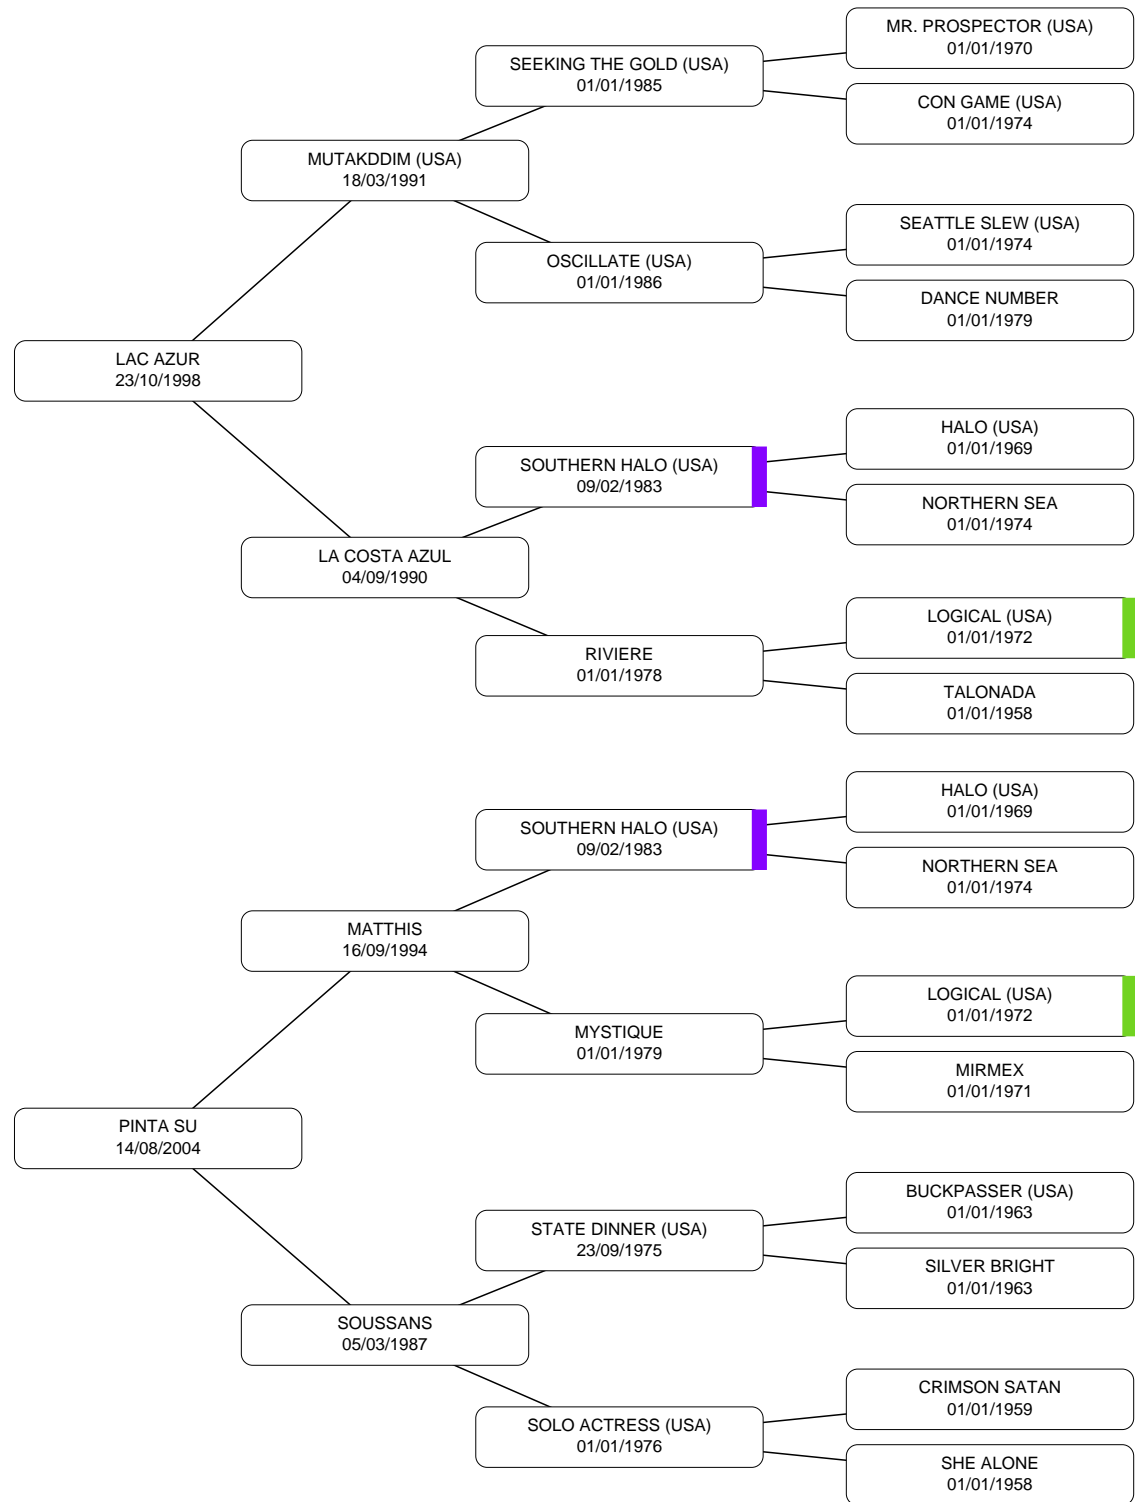 MR. PROSPECTOR (USA)
01/01/1970
SEEKING THE GOLD (USA)
01/01/1985
CON GAME (USA)
01/01/1974
MUTAKDDIM (USA)
18/03/1991
SEATTLE SLEW (USA)
01/01/1974
OSCILLATE (USA)
01/01/1986
DANCE NUMBER
01/01/1979
LAC AZUR
23/10/1998
HALO (USA)
01/01/1969
SOUTHERN HALO (USA)
09/02/1983
NORTHERN SEA
01/01/1974
LA COSTA AZUL
04/09/1990
LOGICAL (USA)
01/01/1972
RIVIERE
01/01/1978
TALONADA
01/01/1958
HALO (USA)
01/01/1969
SOUTHERN HALO (USA)
09/02/1983
NORTHERN SEA
01/01/1974
MATTHIS
16/09/1994
LOGICAL (USA)
01/01/1972
MYSTIQUE
01/01/1979
MIRMEX
01/01/1971
PINTA SU
14/08/2004
BUCKPASSER (USA)
01/01/1963
STATE DINNER (USA)
23/09/1975
SILVER BRIGHT
01/01/1963
SOUSSANS
05/03/1987
CRIMSON SATAN
01/01/1959
SOLO ACTRESS (USA)
01/01/1976
SHE ALONE
01/01/1958